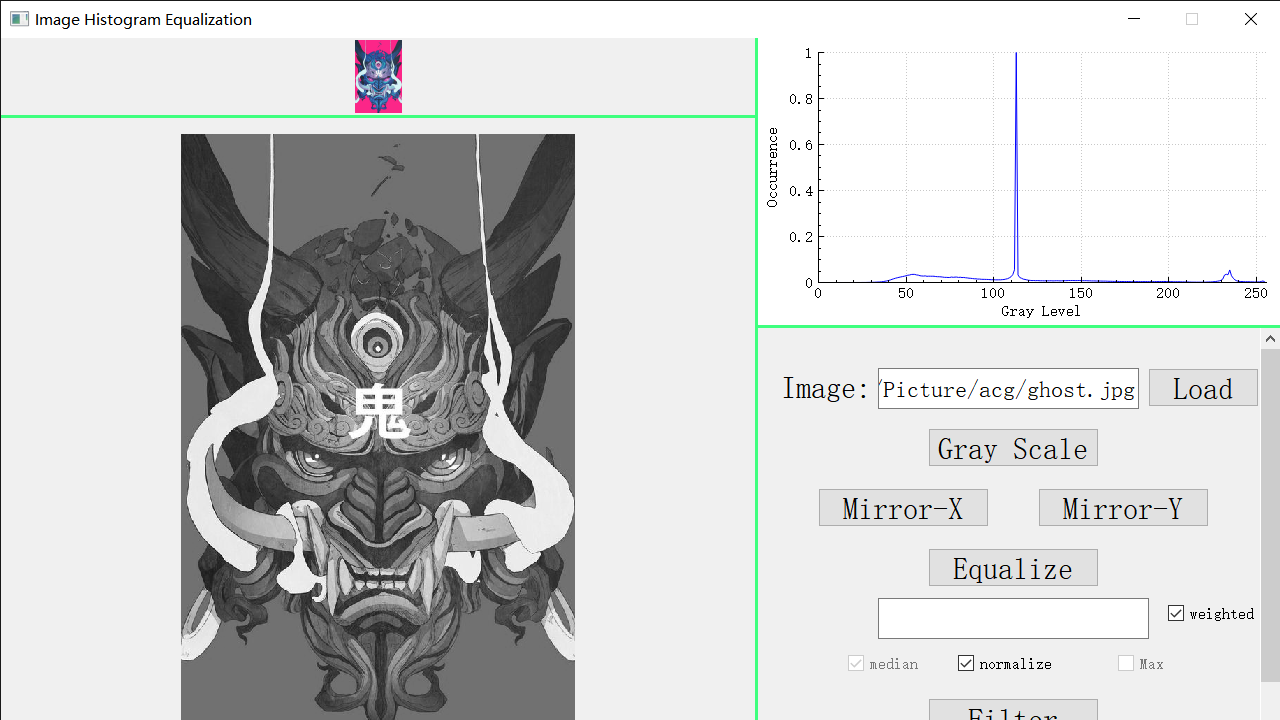 Image Histogram Equalization
1
0.8
0.6
0.4
0.2
0
Occurrence
0 50 100 150 200 250
Gray Level
鬼
Image: /Picture/acg/ghost.jpg Load
Gray Scale
Mirror-X Mirror-Y
Equalize
weighted
median normalize Max
Filter